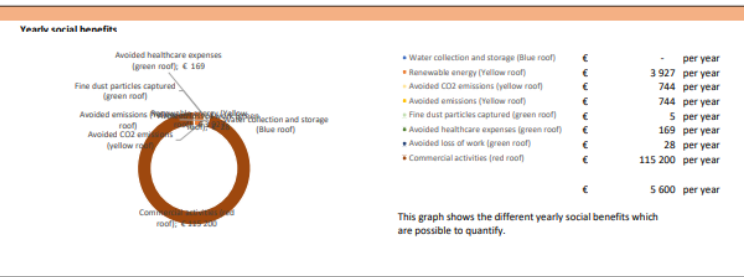 Yearly social benefits
Avoided healthcare expenses
(green roof); € 169
Fine dust particles captured
(green roof)
Avoided emissions
roof)
Avoided CO2 emissions
(yellow roof)
Water collection and storage
(Blue roof)
Commercial activities (red
roof); € 115 200
Water collection and storage (Blue roof) € - per year
Renewable energy (Yellow roof) € 3 927 per year
Avoided CO2 emissions (yellow roof) € 744 per year
Avoided emissions (Yellow roof) € 744 per year
Fine dust particles captured (green roof) € 5 per year
Avoided healthcare expenses (green roof) € 169 per year
Avoided loss of work (green roof) € 28 per year
Commercial activities (red roof) € 115 200 per year
€ 5 600 per year
This graph shows the different yearly social benefits which
are possible to quantify.